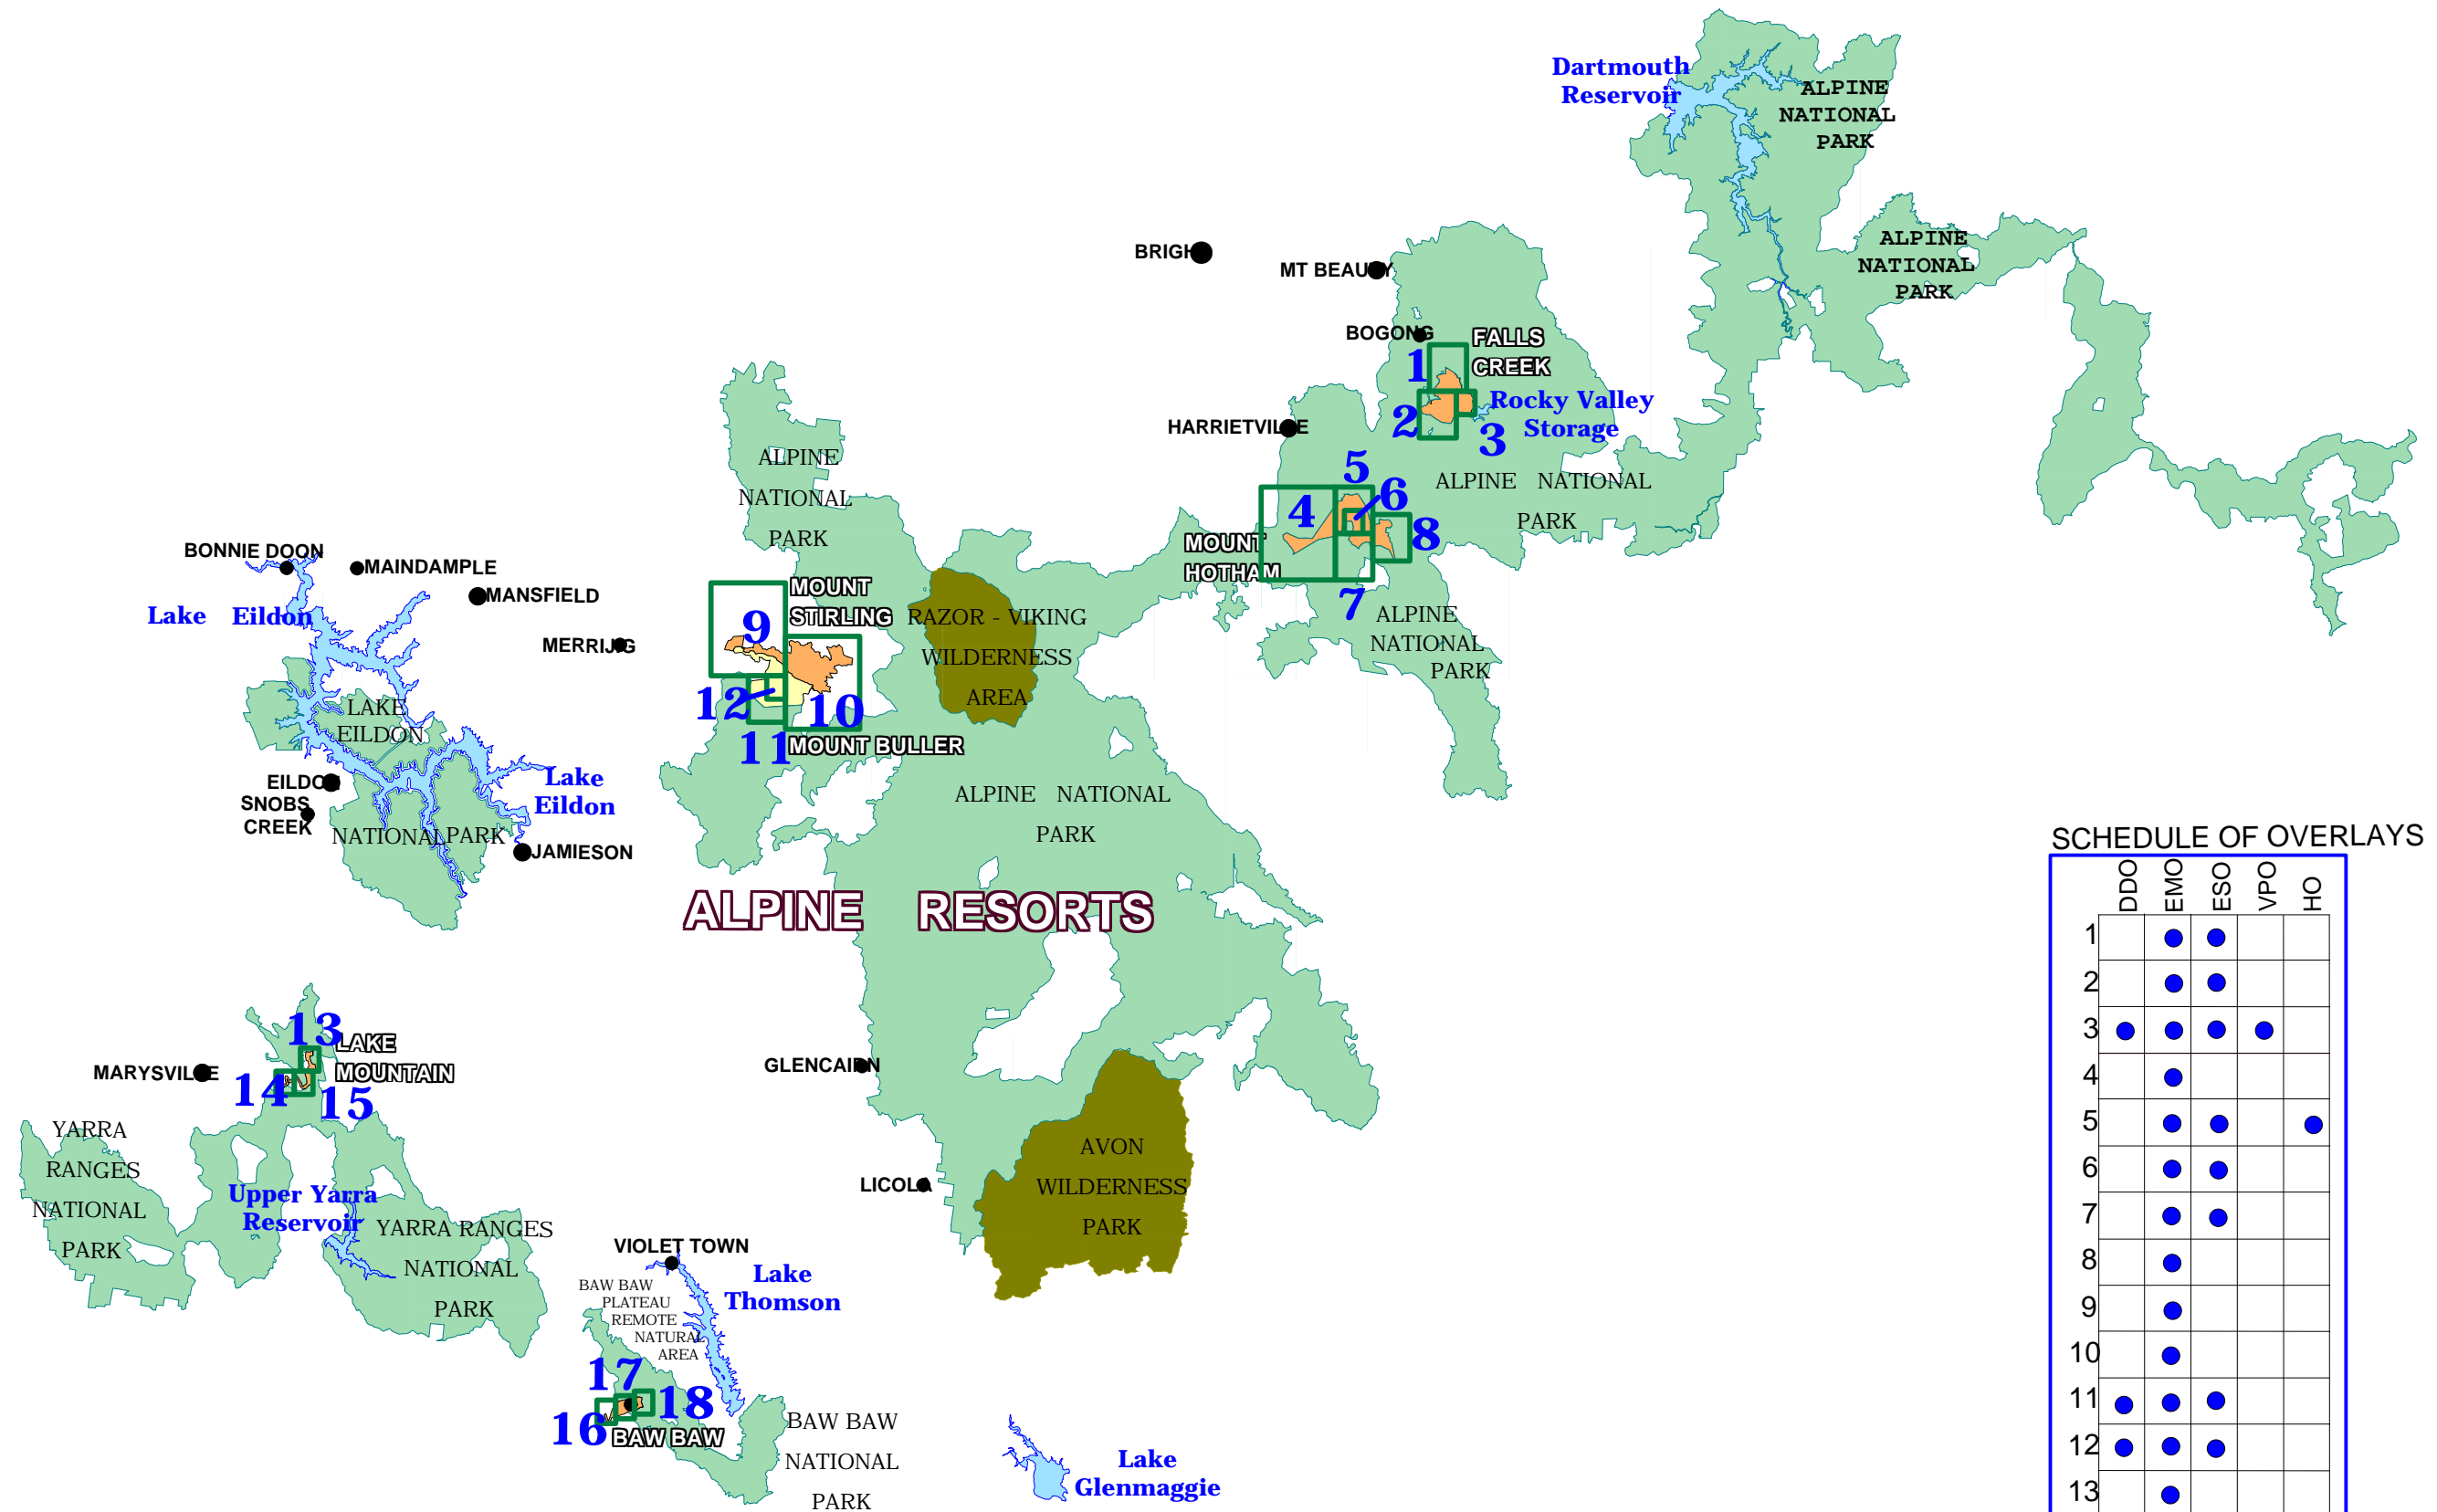 Dartmouth
Reservoir
ALPINE
NATIONAL
PARK
ALPINE
NATIONAL
PARK
MT BEAUTY
BOGONG
FALLS
CREEK
1
2
3
Rocky Valley
Storage
HARRIETVILLE
ALPINE NATIONAL
PARK
5
6
4
8
7
MOUNT
HOTHAM
ALPINE
NATIONAL
PARK
ALPINE
NATIONAL
PARK
BONNIE DOON
MAINDAMPLE
MANSFIELD
Lake Eildon
MERRIJIG
MOUNT
STIRLING
9
12
10
11
MOUNT BULLER
RAZOR - VIKING
WILDERNESS
AREA
LAKE
EILDON
NATIONAL PARK
EILDON
SNOBS
CREEK
Lake
Eildon
JAMIESON
ALPINE NATIONAL
PARK
ALPINE RESORTS
13
LAKE
MOUNTAIN
MARYSVILLE
14
15
GLENCAIRN
YARRA
RANGES
NATIONAL
PARK
Upper Yarra
Reservoir
YARRA RANGES
NATIONAL
PARK
LICOLA
AVON
WILDERNESS
PARK
VIOLET TOWN
Lake
Thomson
BAW BAW
PLATEAU
REMOTE
NATURAL
AREA
17
18
16
BAW BAW
BAW BAW
NATIONAL
PARK
Lake
Glenmaggie
SCHEDULE OF OVERLAYS
DDO EMO ESO VPO HO
1
2
3
4
5
6
7
8
9
10
11
12
13